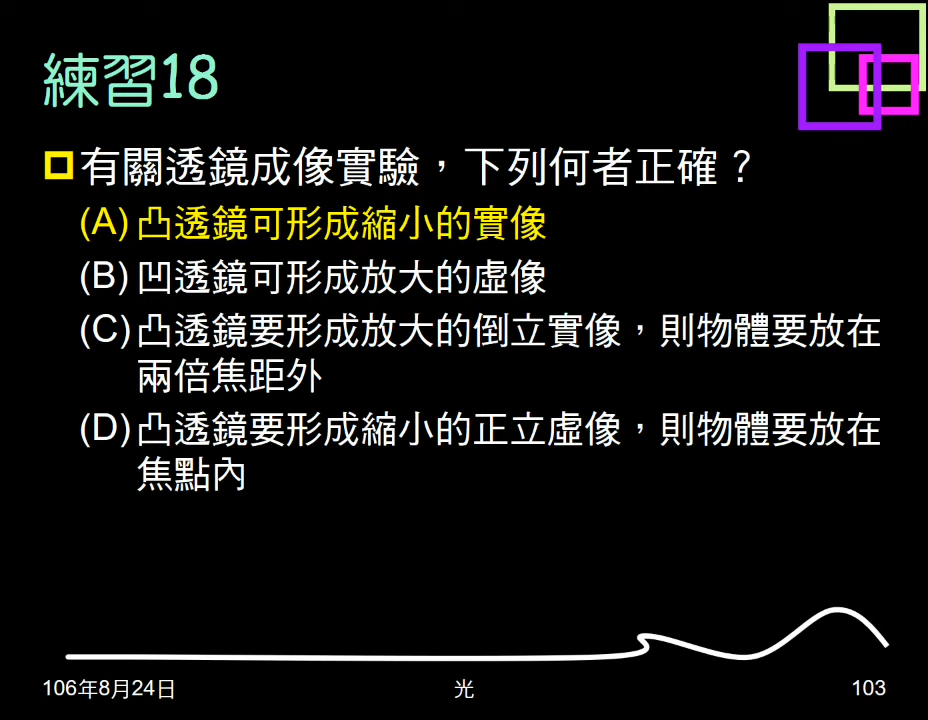 練習18
有關透鏡成像實驗，下列何者正確？
(A) 凸透鏡可形成縮小的實像
(B) 凹透鏡可形成放大的虛像
(C) 凸透鏡要形成放大的倒立實像，則物體要放在
兩倍焦距外
(D) 凸透鏡要形成縮小的正立虛像，則物體要放在
焦點內
106年8月24日
光
103